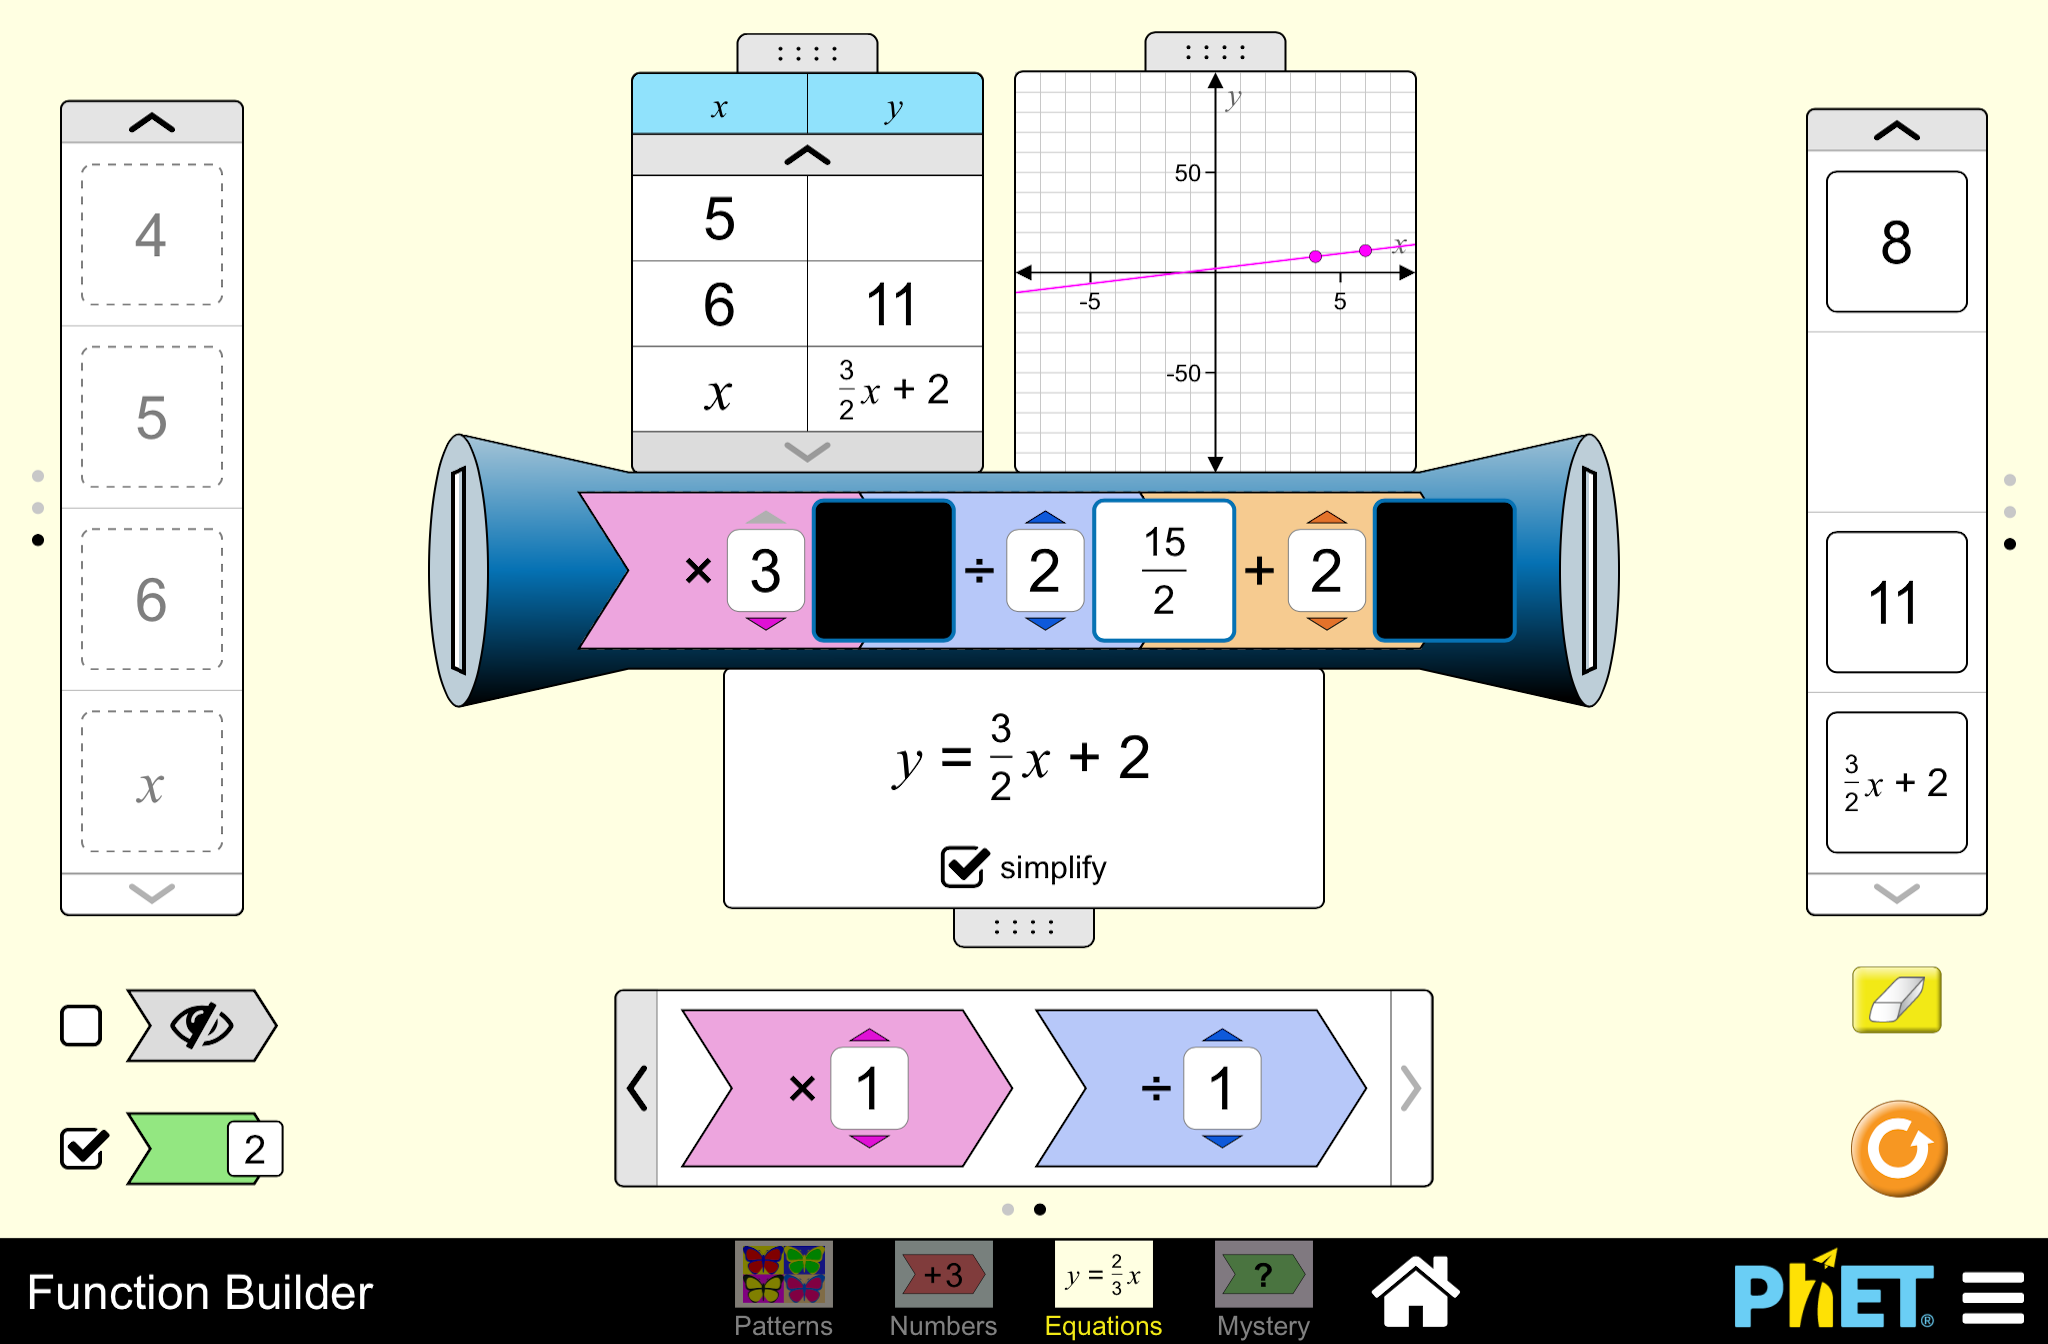 x y
5
6 11
x 3/2 x + 2
y
50
x
-5 5
-50
4
5
6
x
8
11
3/2 x + 2
× 3 ÷ 2 15/2 + 2
y = 3/2 x + 2
simplify
2
× 1 ÷ 1
Function Builder
Patterns
+3
Numbers
y = 2/3 x
Equations
?
Mystery
PhET®